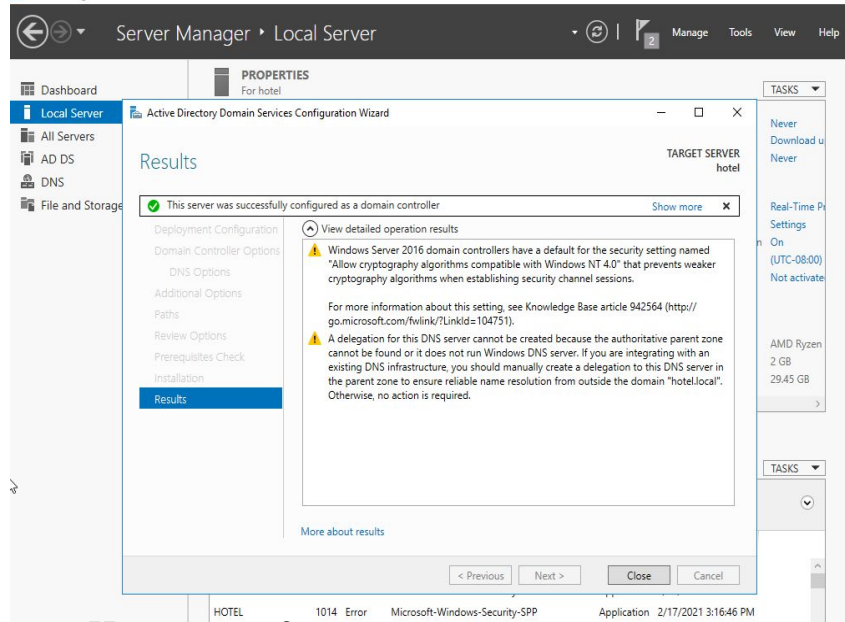 Server Manager • Local Server
2
Manage
Tools
View
Help
Dashboard
Local Server
All Servers
AD DS
DNS
File and Storage
PROPERTIES
For hotel
TASKS
Active Directory Domain Services Configuration Wizard
Results
TARGET SERVER
hotel
This server was successfully configured as a domain controller
Show more
Deployment Configuration
Domain Controller Options
DNS Options
Additional Options
Paths
Review Options
Prerequisites Check
Installation
Results
View detailed operation results
Windows Server 2016 domain controllers have a default for the security setting named
"Allow cryptography algorithms compatible with Windows NT 4.0" that prevents weaker
cryptography algorithms when establishing security channel sessions.
For more information about this setting, see Knowledge Base article 942564 (http://
go.microsoft.com/fwlink/?LinkId=104751).
A delegation for this DNS server cannot be created because the authoritative parent zone
cannot be found or it does not run Windows DNS server. If you are integrating with an
existing DNS infrastructure, you should manually create a delegation to this DNS server in
the parent zone to ensure reliable name resolution from outside the domain "hotel.local".
Otherwise, no action is required.
More about results
< Previous
Next >
Close
Cancel
Never
Download u
Never
Real-Time Pr
Settings
On
(UTC-08:00)
Not activate
AMD Ryzen
2 GB
29.45 GB
TASKS
HOTEL 1014 Error Microsoft-Windows-Security-SPP Application 2/17/2021 3:16:46 PM